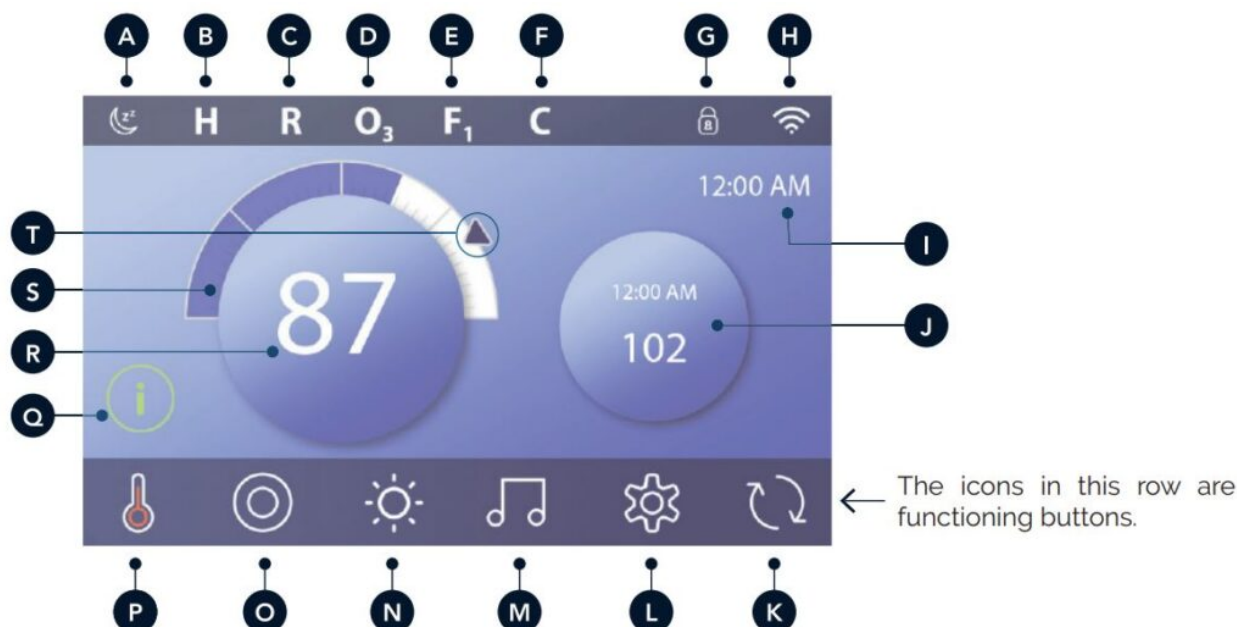 A B C D E F G H
zz
H R O₃ F₁ C 8
12:00 AM
T
I
S
87
12:00 AM
J
R
102
Q
i
The icons in this row are
functioning buttons.
P O N M L K